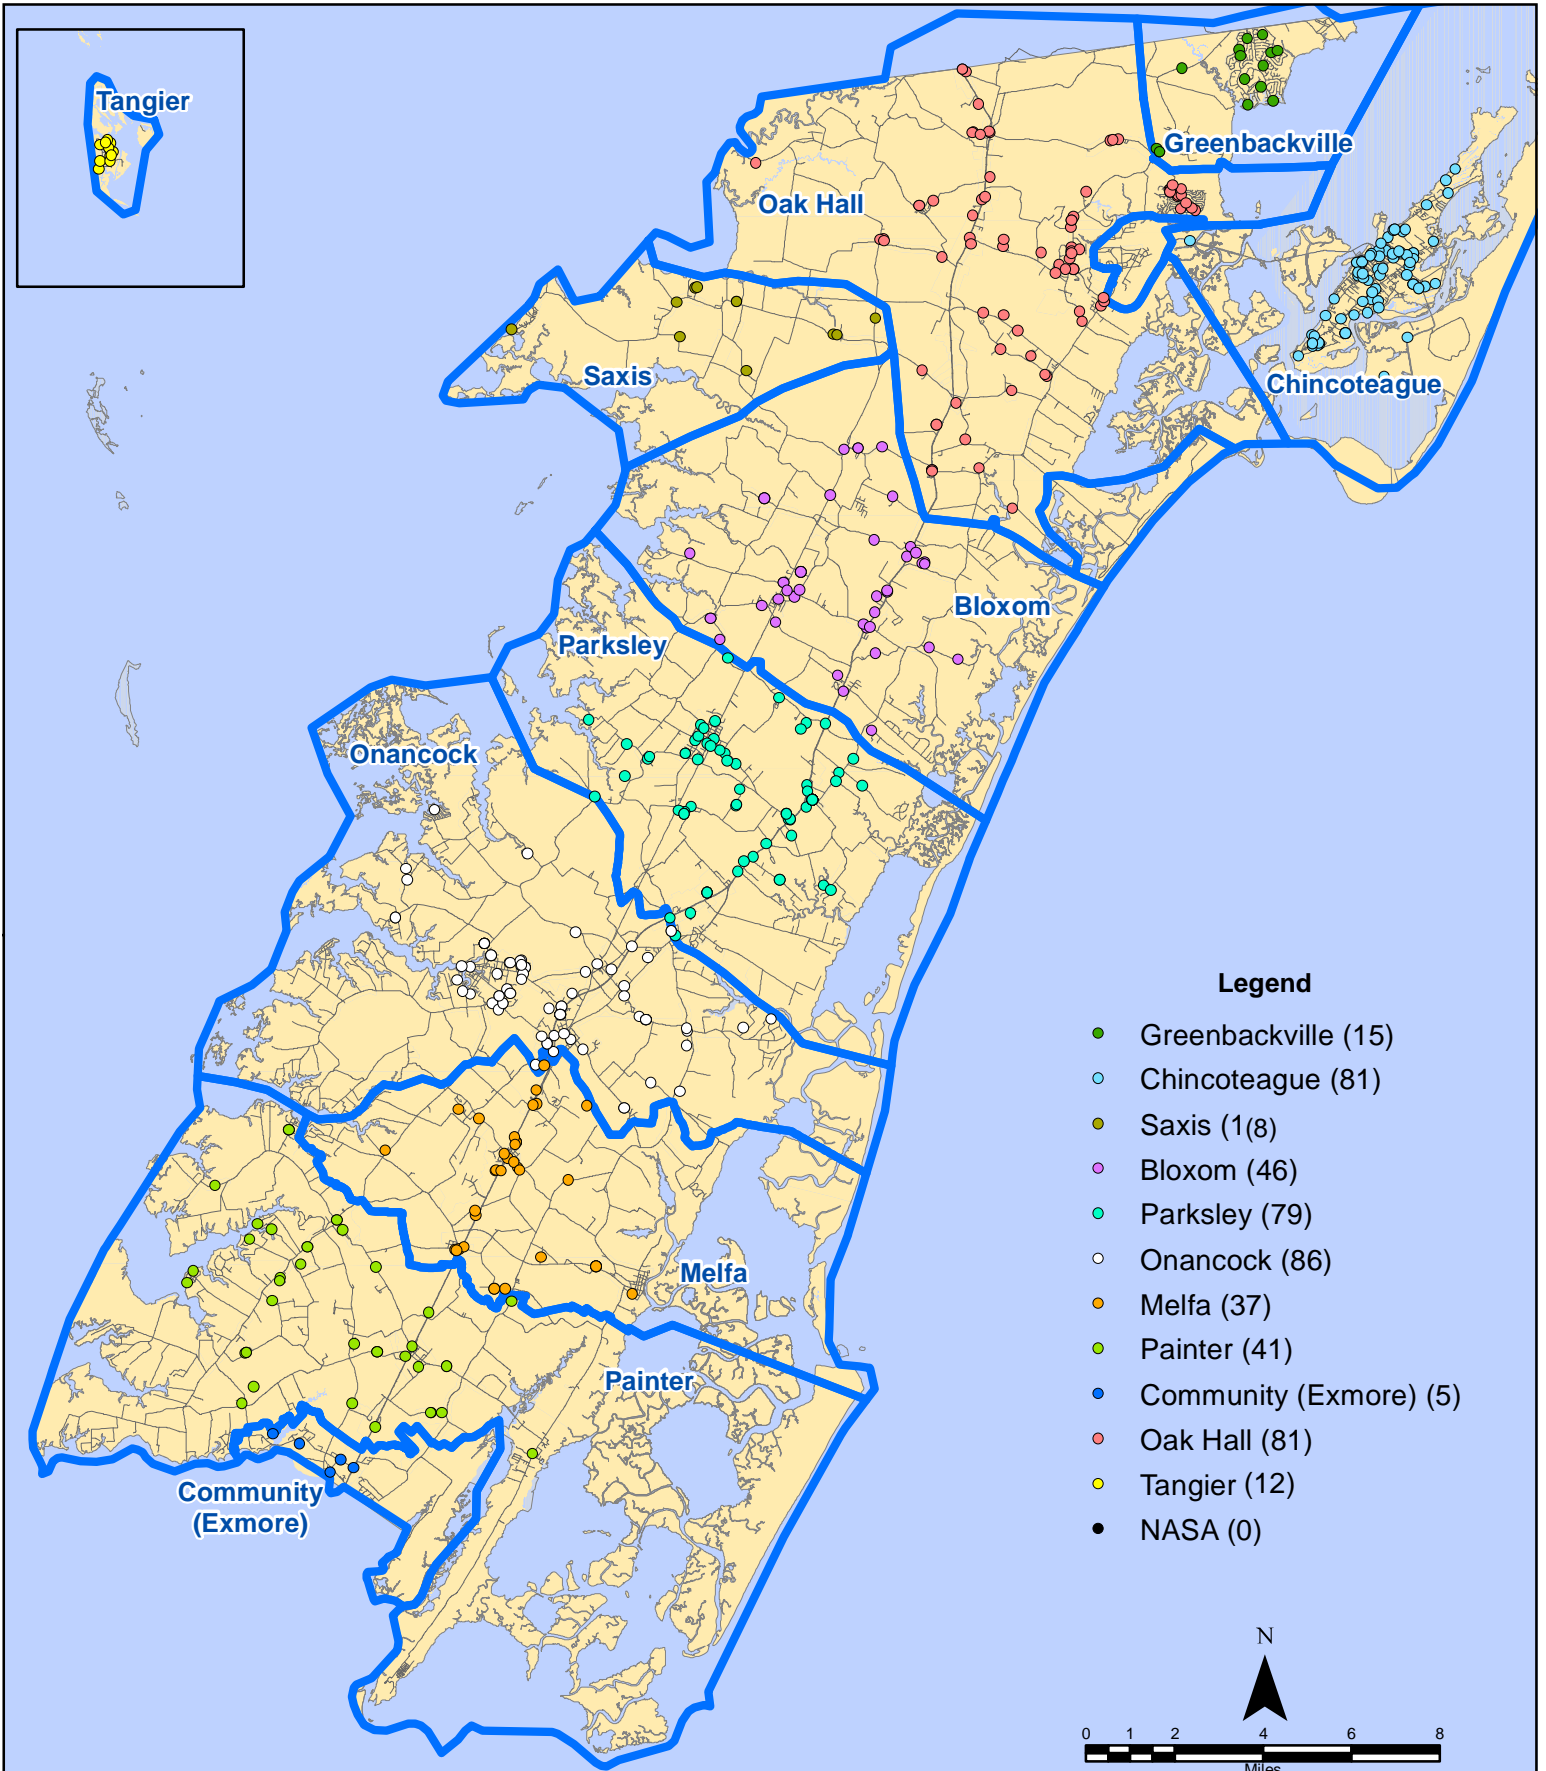 Tangier
Greenbackville
Oak Hall
Saxis
Chincoteague
Bloxom
Parksley
Onancock
Melfa
Painter
Community
(Exmore)
Legend
Greenbackville (15)
Chincoteague (81)
Saxis (1(8)
Bloxom (46)
Parksley (79)
Onancock (86)
Melfa (37)
Painter (41)
Community (Exmore) (5)
Oak Hall (81)
Tangier (12)
NASA (0)
N
0 1 2 4 6 8
Miles